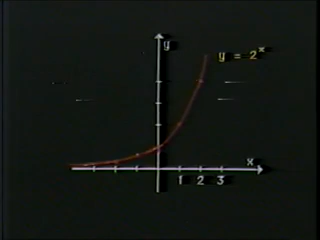 y
y = 2ˣ
x
1 2 3